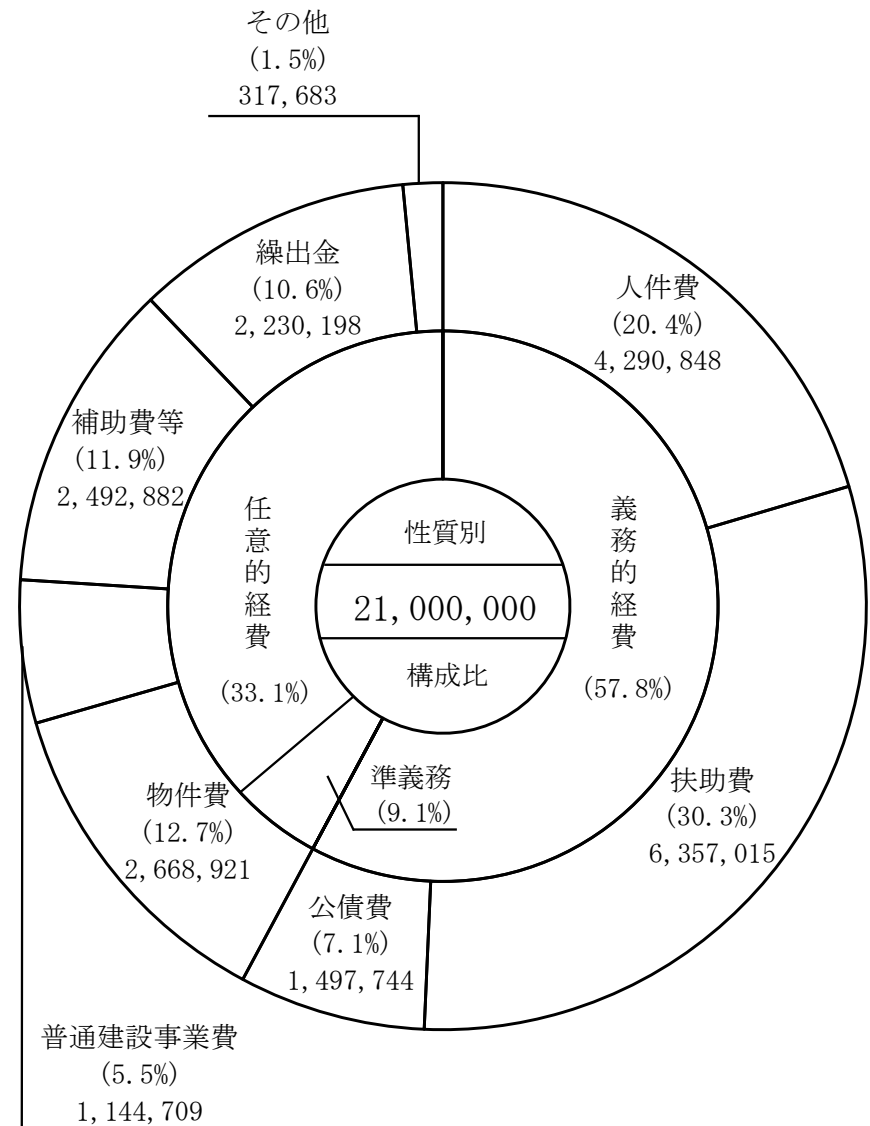 その他
(1.5%)
317,683
繰出金
(10.6%)
2,230,198
人件費
(20.4%)
4,290,848
補助費等
(11.9%)
2,492,882
任意的経費
(33.1%)
性質別
21,000,000
構成比
義務的経費
(57.8%)
準義務
(9.1%)
物件費
(12.7%)
2,668,921
扶助費
(30.3%)
6,357,015
公債費
(7.1%)
1,497,744
普通建設事業費
(5.5%)
1,144,709